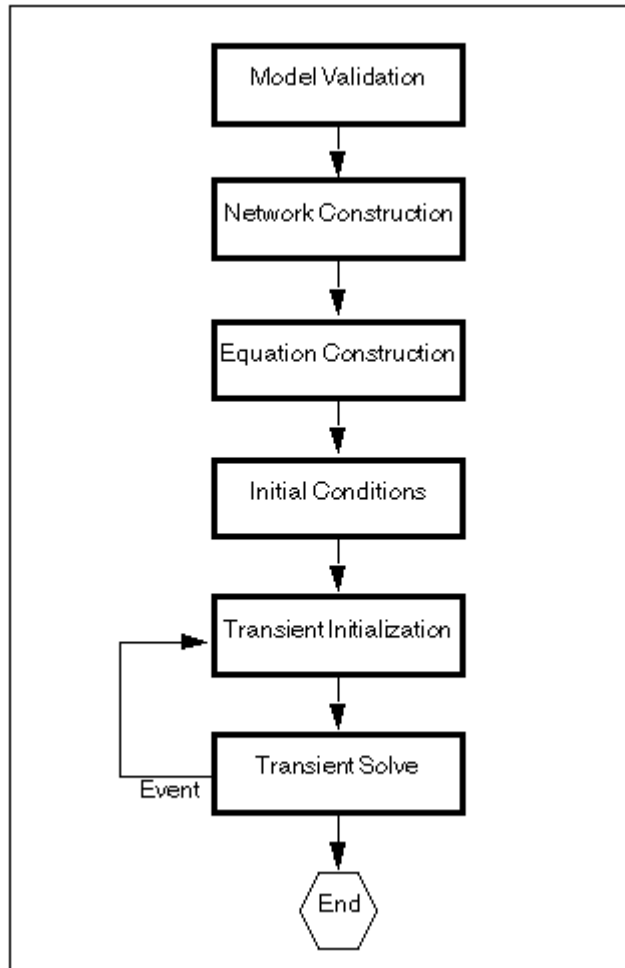 Model Validation
Network Construction
Equation Construction
Initial Conditions
Transient Initialization
Transient Solve
Event
End